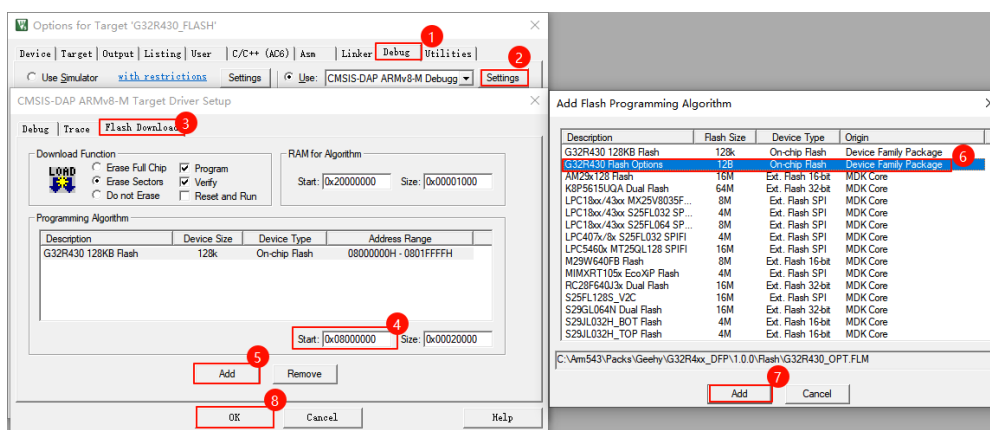 Options for Target 'G32R430_FLASH'
Device | Target | Output | Listing | User | C/C++ (AC6) | Asm | Linker | Debug | Utilities
1
2
Use Simulator with restrictions Settings Use: CMSIS-DAP ARMv8-M Debugg Settings
CMSIS-DAP ARMv8-M Target Driver Setup
Debug | Trace | Flash Download
3
Download Function
LOAD
Erase Full Chip Program
Erase Sectors Verify
Do not Erase Reset and Run
RAM for Algorithm
Start: 0x20000000 Size: 0x00001000
Programming Algorithm
Description Device Size Device Type Address Range
G32R430 128KB Flash 128k On-chip Flash 08000000H - 0801FFFFH
4
Start: 0x08000000 Size: 0x00020000
5
Add Remove
8
OK Cancel Help
Add Flash Programming Algorithm
Description Flash Size Device Type Origin
G32R430 128KB Flash 128k On-chip Flash Device Family Package
G32R430 Flash Options 12B On-chip Flash Device Family Package
6
AM29x128 Flash 16M Ext. Flash 16-bit MDK Core
K8P5615UQA Dual Flash 64M Ext. Flash 32-bit MDK Core
LPC18xx/43xx MX25V8035F... 8M Ext. Flash SPI MDK Core
LPC18xx/43xx S25FL032 SP... 4M Ext. Flash SPI MDK Core
LPC18xx/43xx S25FL064 SP... 8M Ext. Flash SPI MDK Core
LPC407x/8x S25FL032 SPIFI 4M Ext. Flash SPI MDK Core
LPC5460x MT25QL128 SPIFI 16M Ext. Flash SPI MDK Core
M29W640FB Flash 8M Ext. Flash 16-bit MDK Core
MIMXRT105x EcoXiP Flash 4M Ext. Flash SPI MDK Core
RC28F640J3x Dual Flash 16M Ext. Flash 32-bit MDK Core
S25FL128S_V2C 16M Ext. Flash SPI MDK Core
S29GL064N Dual Flash 16M Ext. Flash 32-bit MDK Core
S29JL032H_BOT Flash 4M Ext. Flash 16-bit MDK Core
S29JL032H_TOP Flash 4M Ext. Flash 16-bit MDK Core
C:\Arm543\Packs\Geehy\G32R4xx_DFP\1.0.0\Flash\G32R430_OPT.FLM
7
Add Cancel